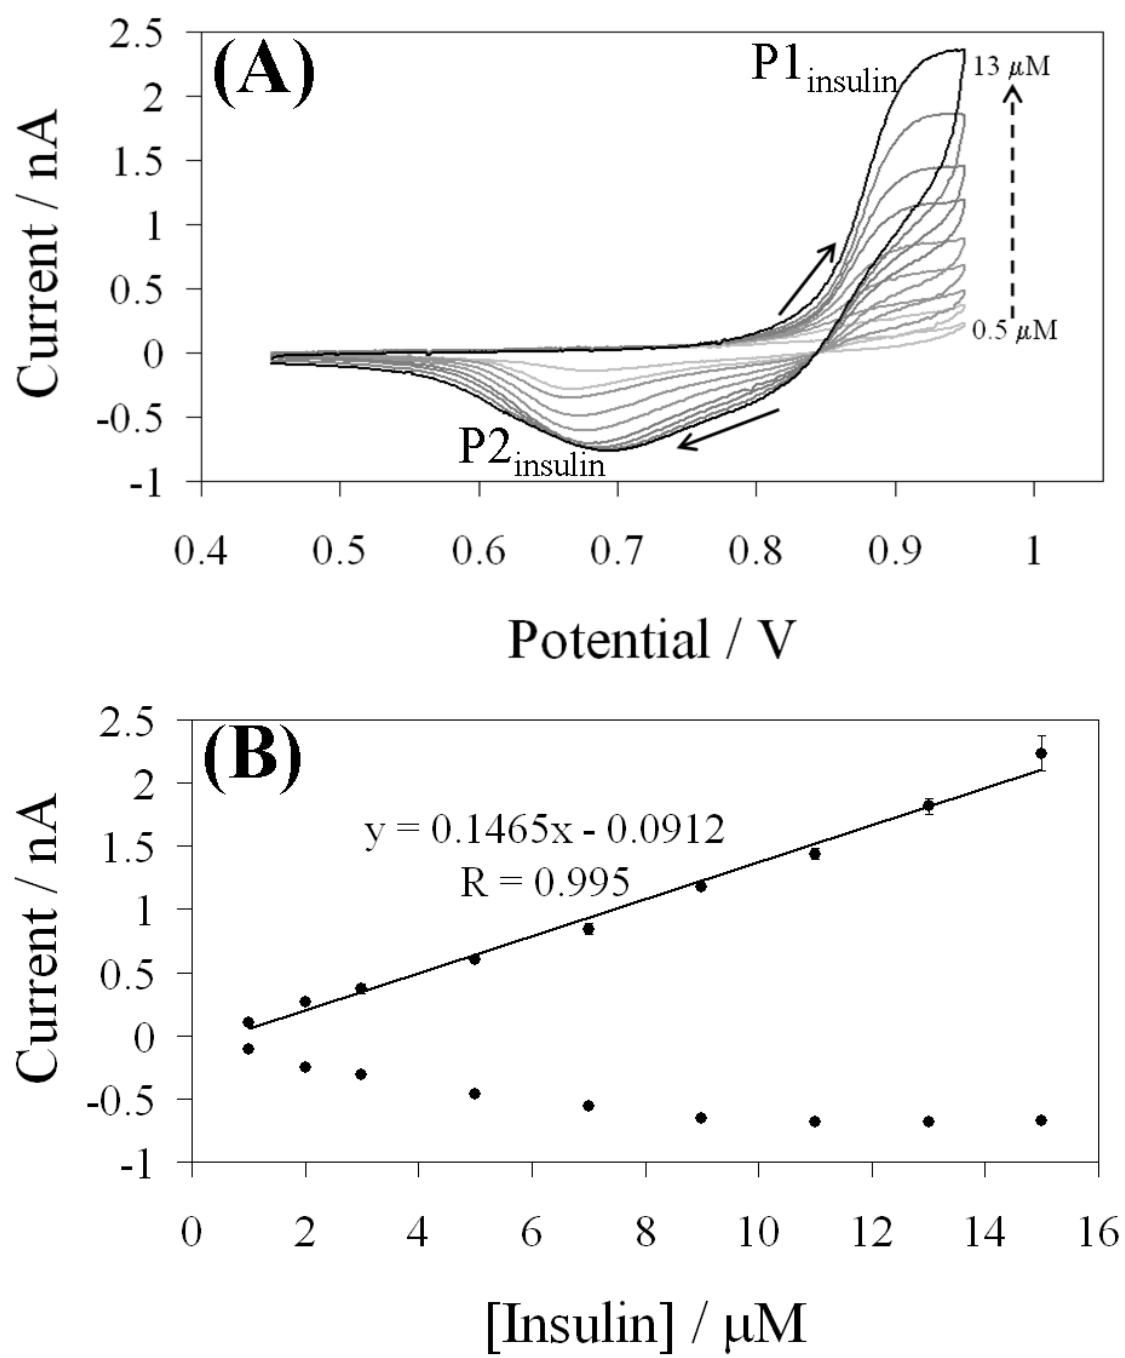 2.5
2
1.5
1
0.5
0
-0.5
-1
Current / nA
(A)
P1insulin
13 μM
0.5 μM
P2insulin
0.4 0.5 0.6 0.7 0.8 0.9 1
Potential / V
2.5
2
1.5
1
0.5
0
-0.5
-1
Current / nA
(B)
y = 0.1465x - 0.0912
R = 0.995
0 2 4 6 8 10 12 14 16
[Insulin] / μM